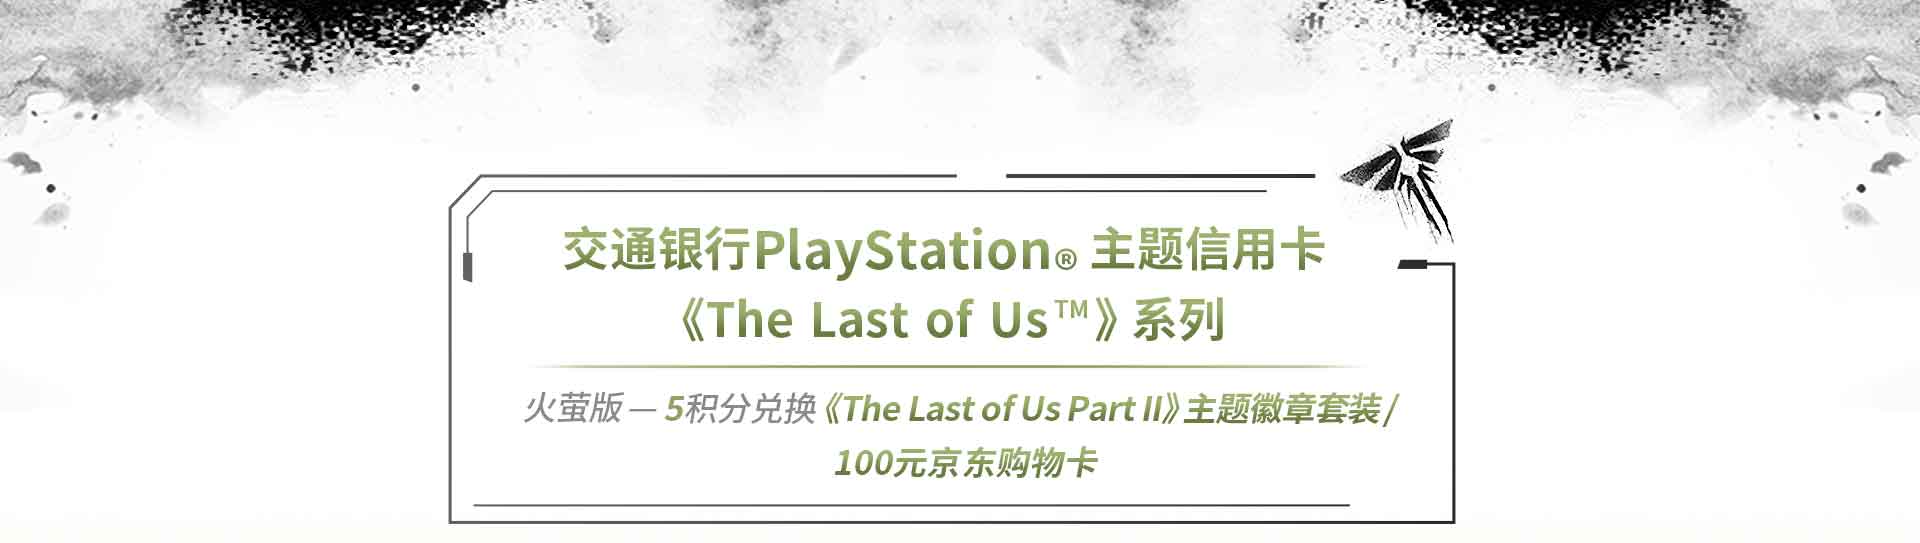 交通银行PlayStation® 主题信用卡
《The Last of Us™》系列
火萤版 — 5积分兑换《The Last of Us Part II》主题徽章套装/
100元京东购物卡